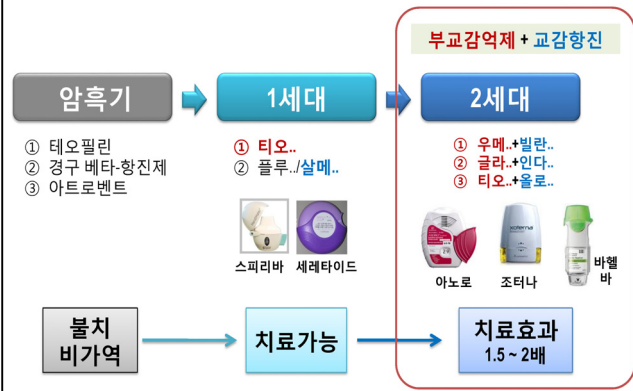 부교감억제 + 교감항진
암흑기
1세대
2세대
① 테오필린
② 경구 베타-항진제
③ 아트로벤트
① 티오..
② 플루../살메..
① 우메..+빌란..
② 글라..+인다..
③ 티오..+올로..
스피리바
세레타이드
아노로
조터나
바헬
바
불치
비가역
치료가능
치료효과
1.5 ~ 2배